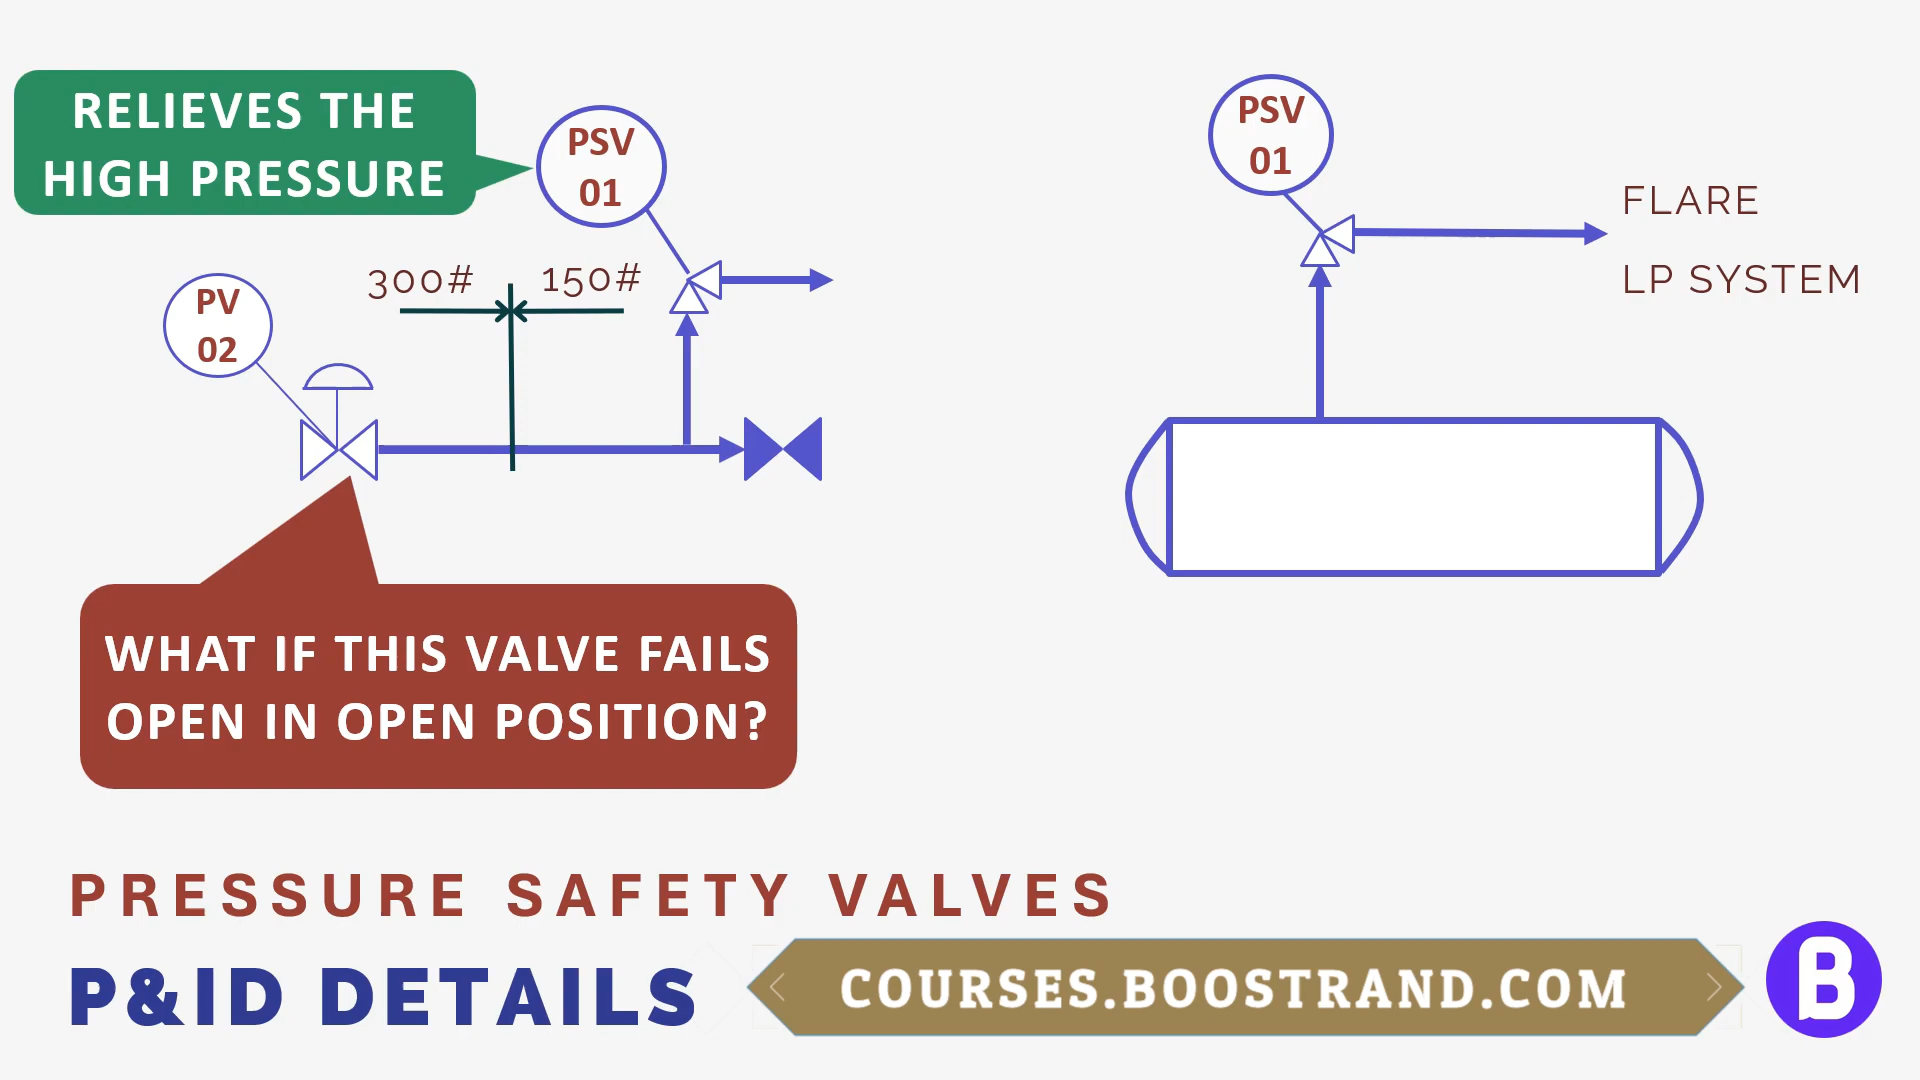 RELIEVES THE
HIGH PRESSURE
PSV
01
300#
150#
PV
02
WHAT IF THIS VALVE FAILS
OPEN IN OPEN POSITION?
PSV
01
FLARE
LP SYSTEM
PRESSURE SAFETY VALVES
P&ID DETAILS
COURSES.BOOSTRAND.COM
B